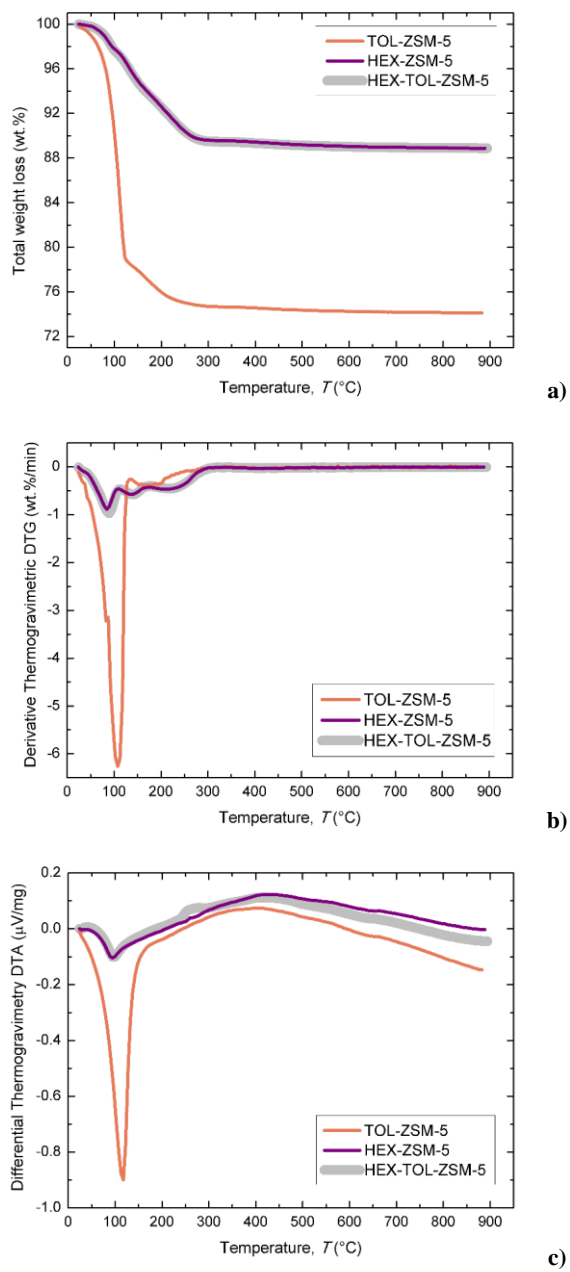 100
96
92
88
84
80
76
72
Total weight loss (wt.%)
TOL-ZSM-5
HEX-ZSM-5
HEX-TOL-ZSM-5
0 100 200 300 400 500 600 700 800 900
Temperature, T (°C)
a)
0
-1
-2
-3
-4
-5
-6
Derivative Thermogravimetric DTG (wt.%/min)
TOL-ZSM-5
HEX-ZSM-5
HEX-TOL-ZSM-5
0 100 200 300 400 500 600 700 800 900
Temperature, T (°C)
b)
0.2
0.0
-0.2
-0.4
-0.6
-0.8
-1.0
Differential Thermogravimetry DTA (μV/mg)
TOL-ZSM-5
HEX-ZSM-5
HEX-TOL-ZSM-5
0 100 200 300 400 500 600 700 800 900
Temperature, T (°C)
c)